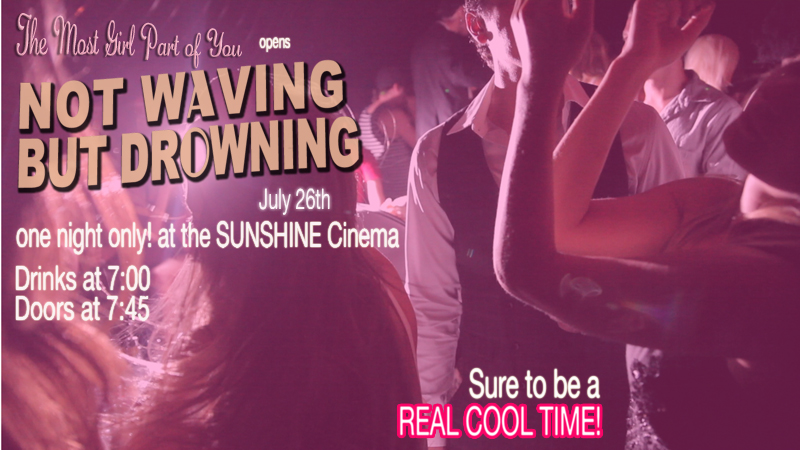 The Most Girl Part of You opens
NOT WAVING
BUT DROWNING
July 26th
one night only! at the SUNSHINE Cinema
Drinks at 7:00
Doors at 7:45
Sure to be a
REAL COOL TIME!